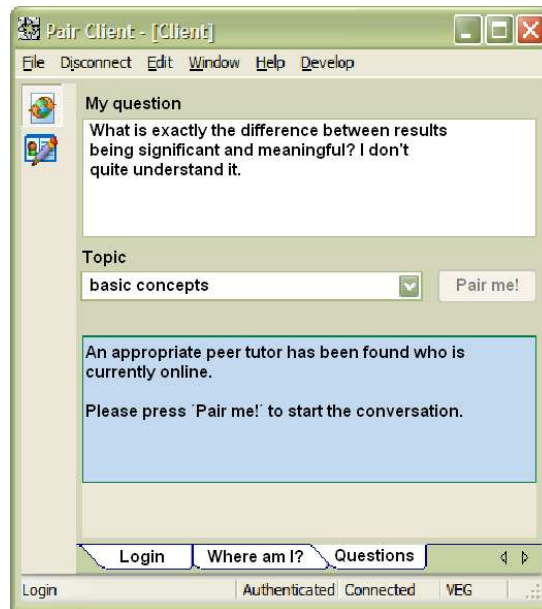 Pair Client - [Client]
File Disconnect Edit Window Help Develop
My question
What is exactly the difference between results
being significant and meaningful? I don't
quite understand it.
Topic
basic concepts
Pair me!
An appropriate peer tutor has been found who is
currently online.
Please press ´Pair me!´ to start the conversation.
Login Where am I? Questions
Login Authenticated Connected VEG